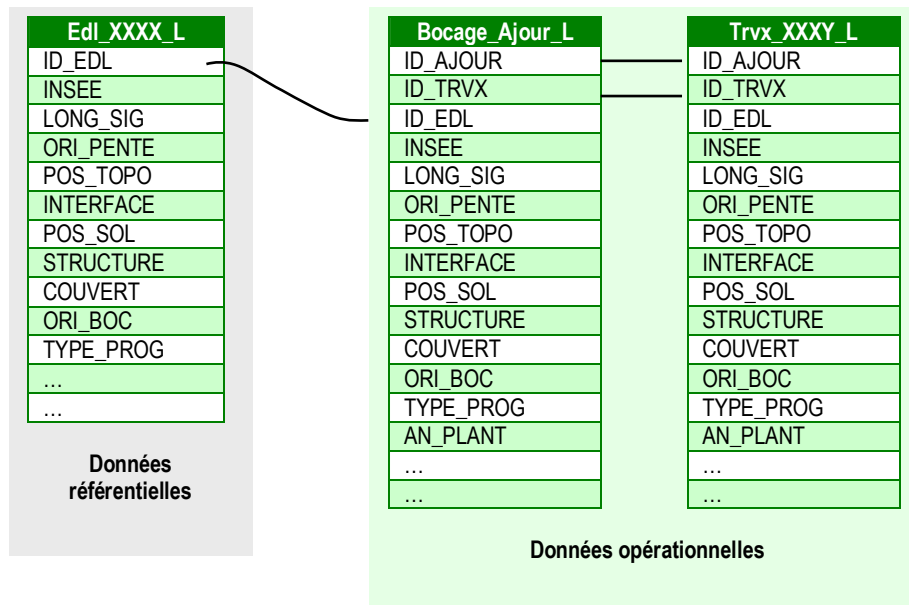 Edl_XXXX_L
ID_EDL
INSEE
LONG_SIG
ORI_PENTE
POS_TOPO
INTERFACE
POS_SOL
STRUCTURE
COUVERT
ORI_BOC
TYPE_PROG
…
…
Données
référentielles
Bocage_Ajour_L
ID_AJOUR
ID_TRVX
ID_EDL
INSEE
LONG_SIG
ORI_PENTE
POS_TOPO
INTERFACE
POS_SOL
STRUCTURE
COUVERT
ORI_BOC
TYPE_PROG
AN_PLANT
…
…
Trvx_XXXY_L
ID_AJOUR
ID_TRVX
ID_EDL
INSEE
LONG_SIG
ORI_PENTE
POS_TOPO
INTERFACE
POS_SOL
STRUCTURE
COUVERT
ORI_BOC
TYPE_PROG
AN_PLANT
…
…
Données opérationnelles